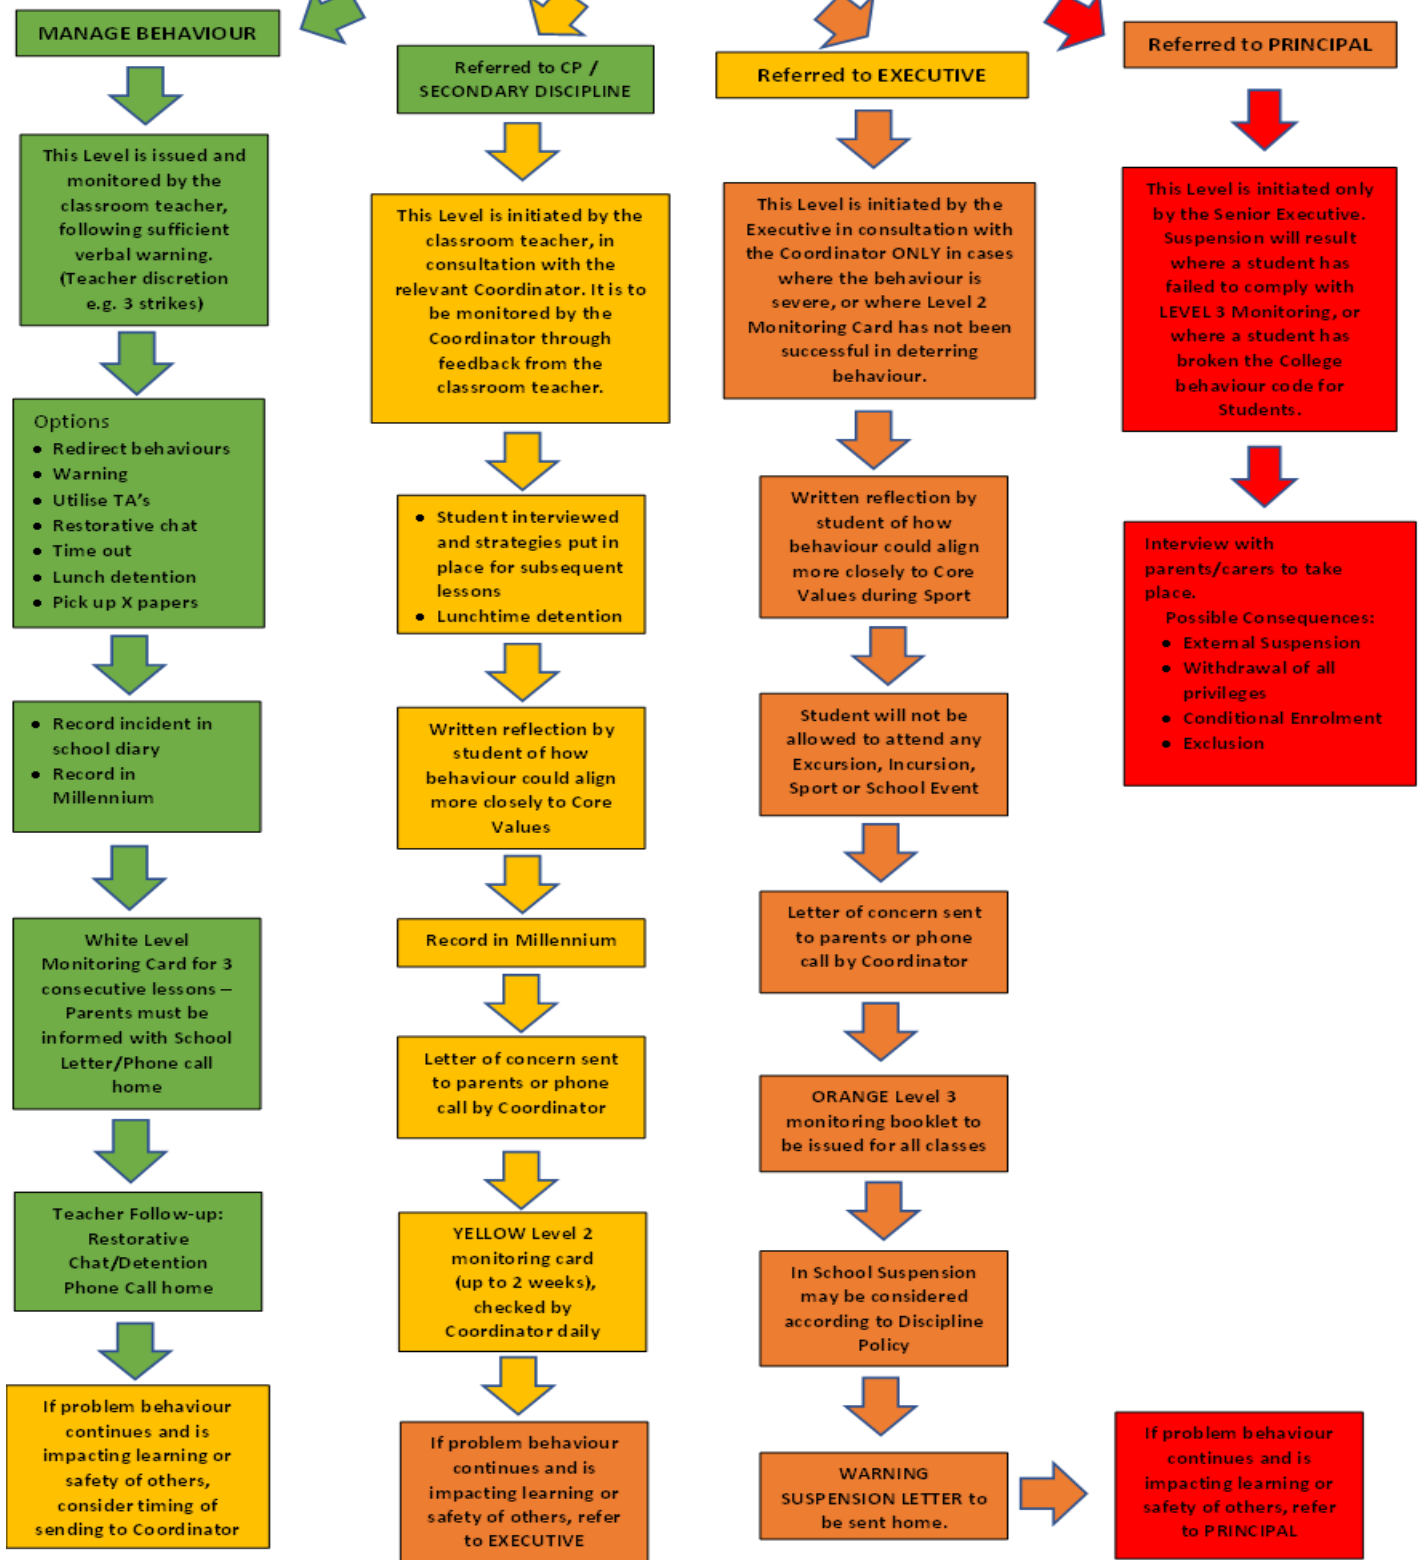 MANAGE BEHAVIOUR
This Level is issued and
monitored by the
classroom teacher,
following sufficient
verbal warning.
(Teacher discretion
e.g. 3 strikes)
Options
● Redirect behaviours
● Warning
● Utilise TA's
● Restorative chat
● Time out
● Lunch detention
● Pick up X papers
● Record incident in
school diary
● Record in
Millennium
White Level
Monitoring Card for 3
consecutive lessons –
Parents must be
informed with School
Letter/Phone call
home
Teacher Follow-up:
Restorative
Chat/Detention
Phone Call home
If problem behaviour
continues and is
impacting learning or
safety of others,
consider timing of
sending to Coordinator
Referred to CP /
SECONDARY DISCIPLINE
This Level is initiated by the
classroom teacher, in
consultation with the
relevant Coordinator. It is to
be monitored by the
Coordinator through
feedback from the
classroom teacher.
● Student interviewed
and strategies put in
place for subsequent
lessons
● Lunchtime detention
Written reflection by
student of how
behaviour could align
more closely to Core
Values
Record in Millennium
Letter of concern sent
to parents or phone
call by Coordinator
YELLOW Level 2
monitoring card
(up to 2 weeks),
checked by
Coordinator daily
If problem behaviour
continues and is
impacting learning or
safety of others, refer
to EXECUTIVE
Referred to EXECUTIVE
This Level is initiated by the
Executive in consultation with
the Coordinator ONLY in cases
where the behaviour is
severe, or where Level 2
Monitoring Card has not been
successful in deterring
behaviour.
Written reflection by
student of how
behaviour could align
more closely to Core
Values during Sport
Student will not be
allowed to attend any
Excursion, Incursion,
Sport or School Event
Letter of concern sent
to parents or phone
call by Coordinator
ORANGE Level 3
monitoring booklet to
be issued for all classes
In School Suspension
may be considered
according to Discipline
Policy
WARNING
SUSPENSION LETTER to
be sent home.
Referred to PRINCIPAL
This Level is initiated only
by the Senior Executive.
Suspension will result
where a student has
failed to comply with
LEVEL 3 Monitoring, or
where a student has
broken the College
behaviour code for
Students.
Interview with
parents/carers to take
place.
Possible Consequences:
● External Suspension
● Withdrawal of all
privileges
● Conditional Enrolment
● Exclusion
If problem behaviour
continues and is
impacting learning or
safety of others, refer
to PRINCIPAL